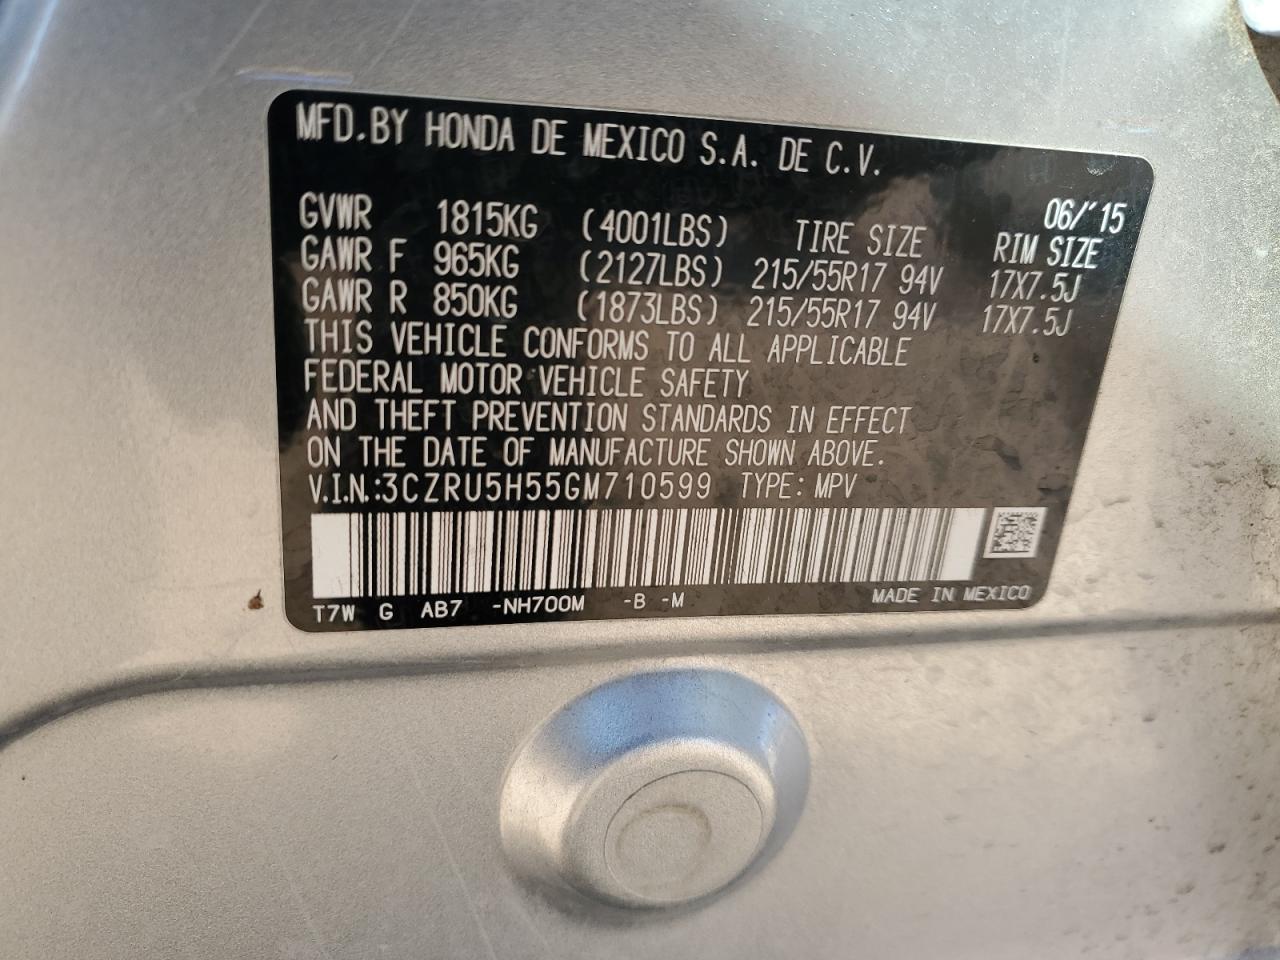 MFD.BY HONDA DE MEXICO S.A. DE C.V.
06/'15
GVWR 1815KG (4001LBS) TIRE SIZE RIM SIZE
GAWR F 965KG (2127LBS) 215/55R17 94V 17X7.5J
GAWR R 850KG (1873LBS) 215/55R17 94V 17X7.5J
THIS VEHICLE CONFORMS TO ALL APPLICABLE
FEDERAL MOTOR VEHICLE SAFETY
AND THEFT PREVENTION STANDARDS IN EFFECT
ON THE DATE OF MANUFACTURE SHOWN ABOVE.
V.I.N.:3CZRU5H55GM710599 TYPE: MPV
T7W G AB7 -NH700M -B -M MADE IN MEXICO